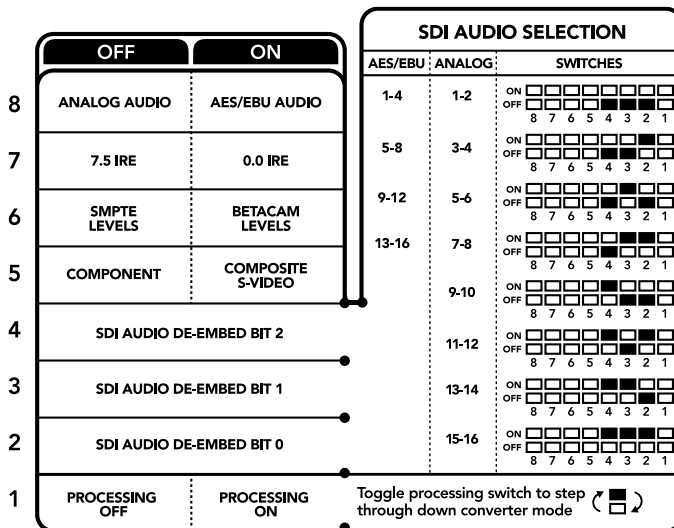 OFF ON
8 ANALOG AUDIO AES/EBU AUDIO
7 7.5 IRE 0.0 IRE
6 SMPTE LEVELS BETACAM LEVELS
5 COMPONENT COMPOSITE S-VIDEO
4 SDI AUDIO DE-EMBED BIT 2
3 SDI AUDIO DE-EMBED BIT 1
2 SDI AUDIO DE-EMBED BIT 0
1 PROCESSING OFF PROCESSING ON
SDI AUDIO SELECTION
AES/EBU ANALOG SWITCHES
1-4 1-2 ON OFF
8 7 6 5 4 3 2 1
5-8 3-4 ON OFF
8 7 6 5 4 3 2 1
9-12 5-6 ON OFF
8 7 6 5 4 3 2 1
13-16 7-8 ON OFF
8 7 6 5 4 3 2 1
9-10 ON OFF
8 7 6 5 4 3 2 1
11-12 ON OFF
8 7 6 5 4 3 2 1
13-14 ON OFF
8 7 6 5 4 3 2 1
15-16 ON OFF
8 7 6 5 4 3 2 1
Toggle processing switch to step
through down converter mode